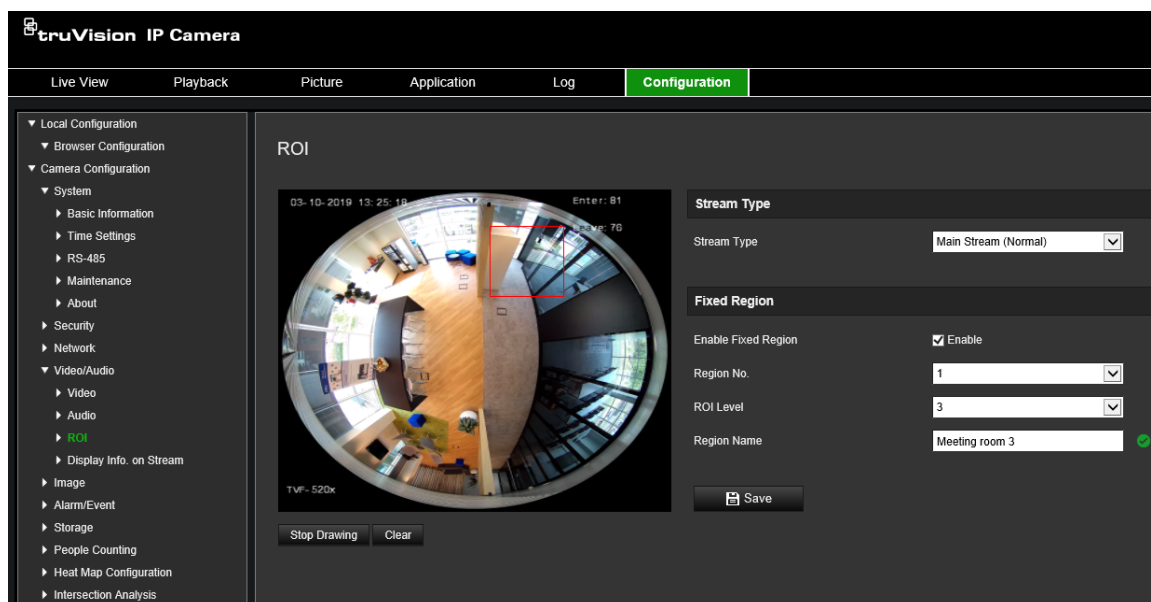 truVision IP Camera
Live View Playback Picture Application Log Configuration
Local Configuration
Browser Configuration
Camera Configuration
System
Basic Information
Time Settings
RS-485
Maintenance
About
Security
Network
Video/Audio
Video
Audio
ROI
Display Info. on Stream
Image
Alarm/Event
Storage
People Counting
Heat Map Configuration
Intersection Analysis
ROI
03-10-2019 13:25:18 Enter:81
Leave:76
TVF-520x
Stop Drawing Clear
Stream Type
Stream Type Main Stream (Normal)
Fixed Region
Enable Fixed Region Enable
Region No. 1
ROI Level 3
Region Name Meeting room 3
Save